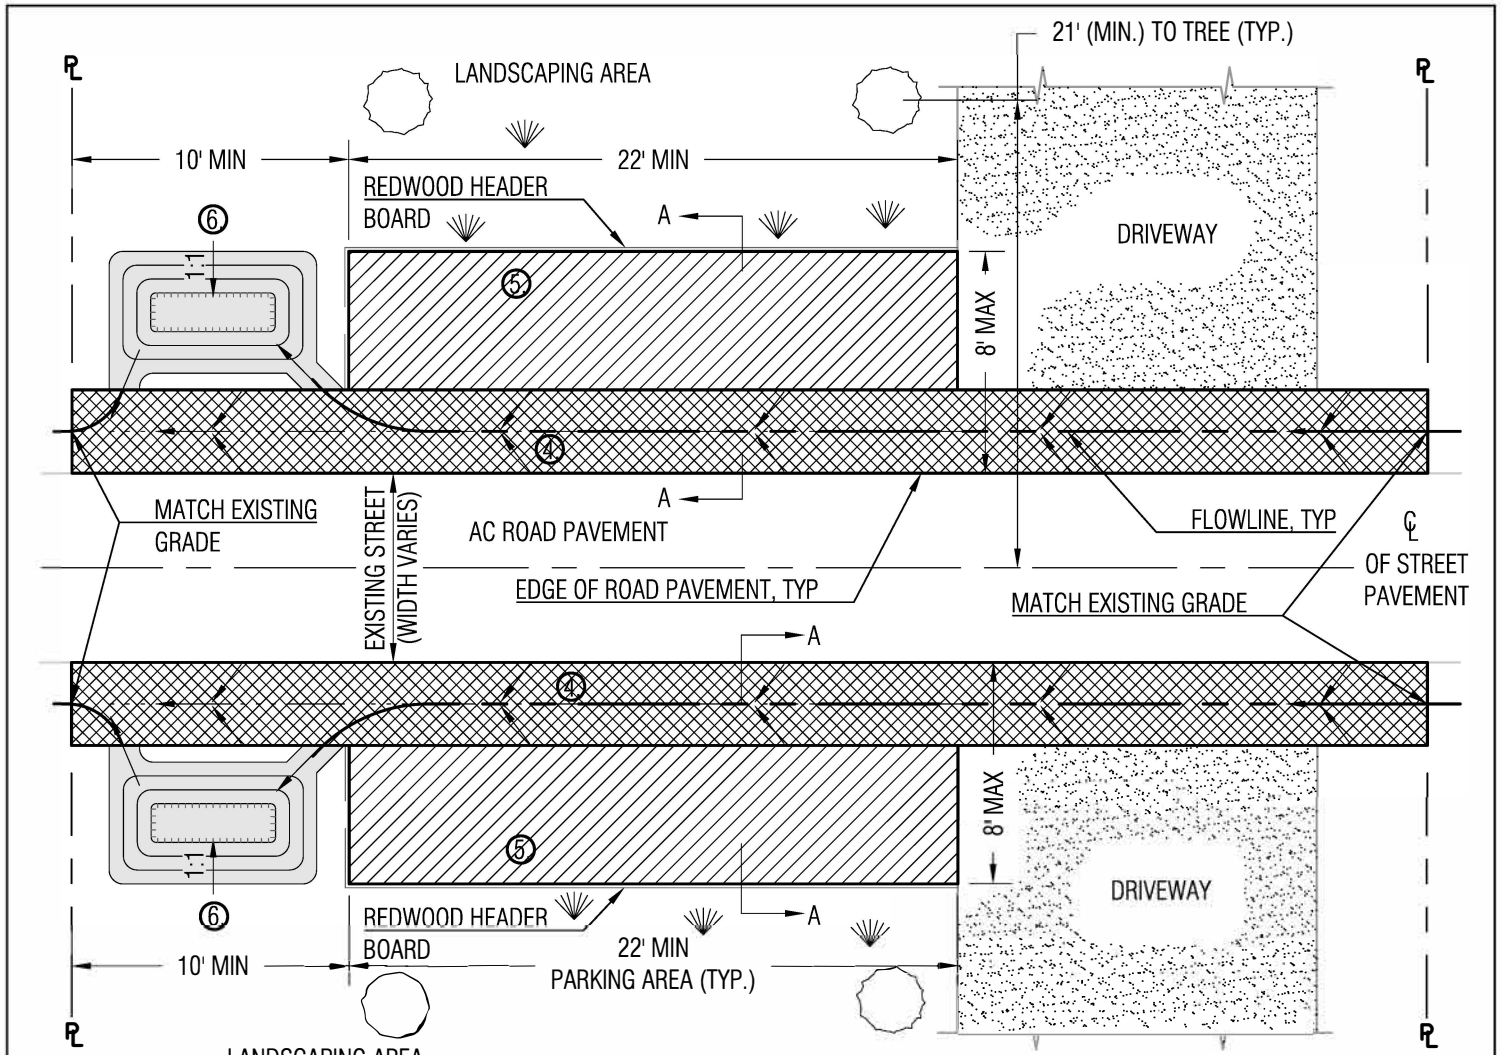 21' (MIN.) TO TREE (TYP.)
PL
LANDSCAPING AREA
PL
10' MIN
22' MIN
REDWOOD HEADER
BOARD
A
6.
1:1
DRIVEWAY
5.
8' MAX
4.
A
MATCH EXISTING
GRADE
EXISTING STREET
(WIDTH VARIES)
AC ROAD PAVEMENT
FLOWLINE, TYP
CL
OF STREET
PAVEMENT
EDGE OF ROAD PAVEMENT, TYP
MATCH EXISTING GRADE
A
4.
8' MAX
5.
1:1
DRIVEWAY
6.
REDWOOD HEADER
BOARD
A
22' MIN
PARKING AREA (TYP.)
10' MIN
PL
PL
LANDSCAPING AREA